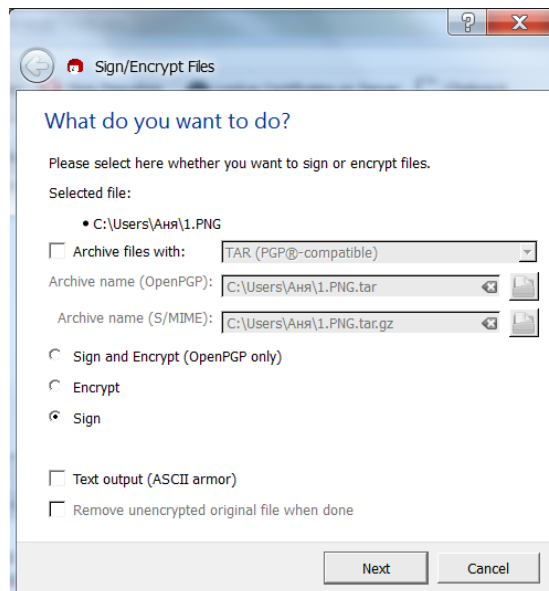 Sign/Encrypt Files
What do you want to do?
Please select here whether you want to sign or encrypt files.
Selected file:
• C:\Users\Аня\1.PNG
Archive files with: TAR (PGP®-compatible)
Archive name (OpenPGP): C:\Users\Аня\1.PNG.tar
Archive name (S/MIME): C:\Users\Аня\1.PNG.tar.gz
Sign and Encrypt (OpenPGP only)
Encrypt
Sign
Text output (ASCII armor)
Remove unencrypted original file when done
Next Cancel